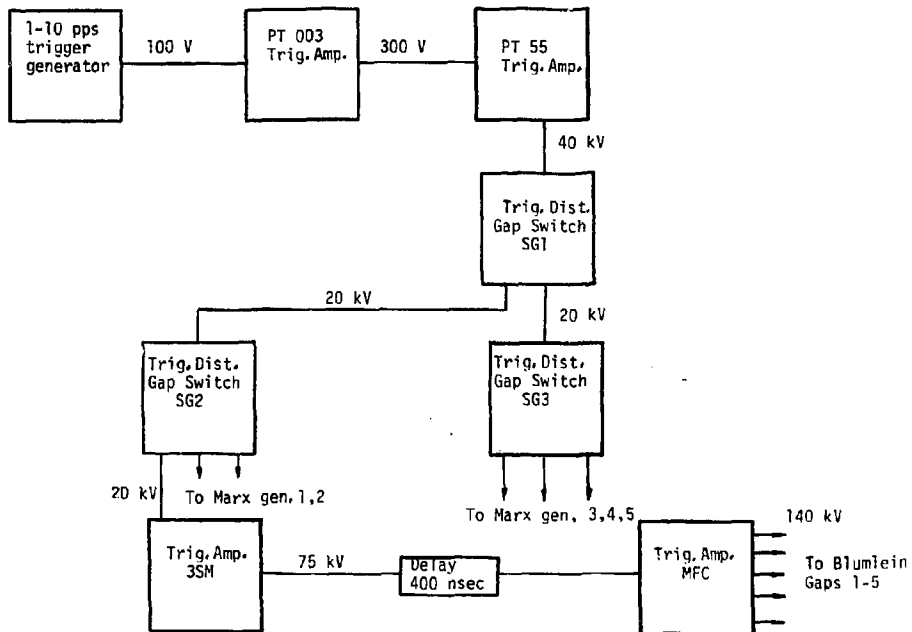 1-10 pps
trigger
generator
100 V
PT 003
Trig.Amp.
300 V
PT 55
Trig.Amp.
40 kV
Trig.Dist.
Gap Switch
SG1
20 kV
20 kV
Trig.Dist.
Gap Switch
SG2
Trig.Dist.
Gap Switch
SG3
20 kV
To Marx gen.1,2
To Marx gen. 3,4,5
140 kV
Trig.Amp.
3SM
75 kV
Delay
400 nsec
Trig.Amp.
MFC
To Blumlein
Gaps 1-5